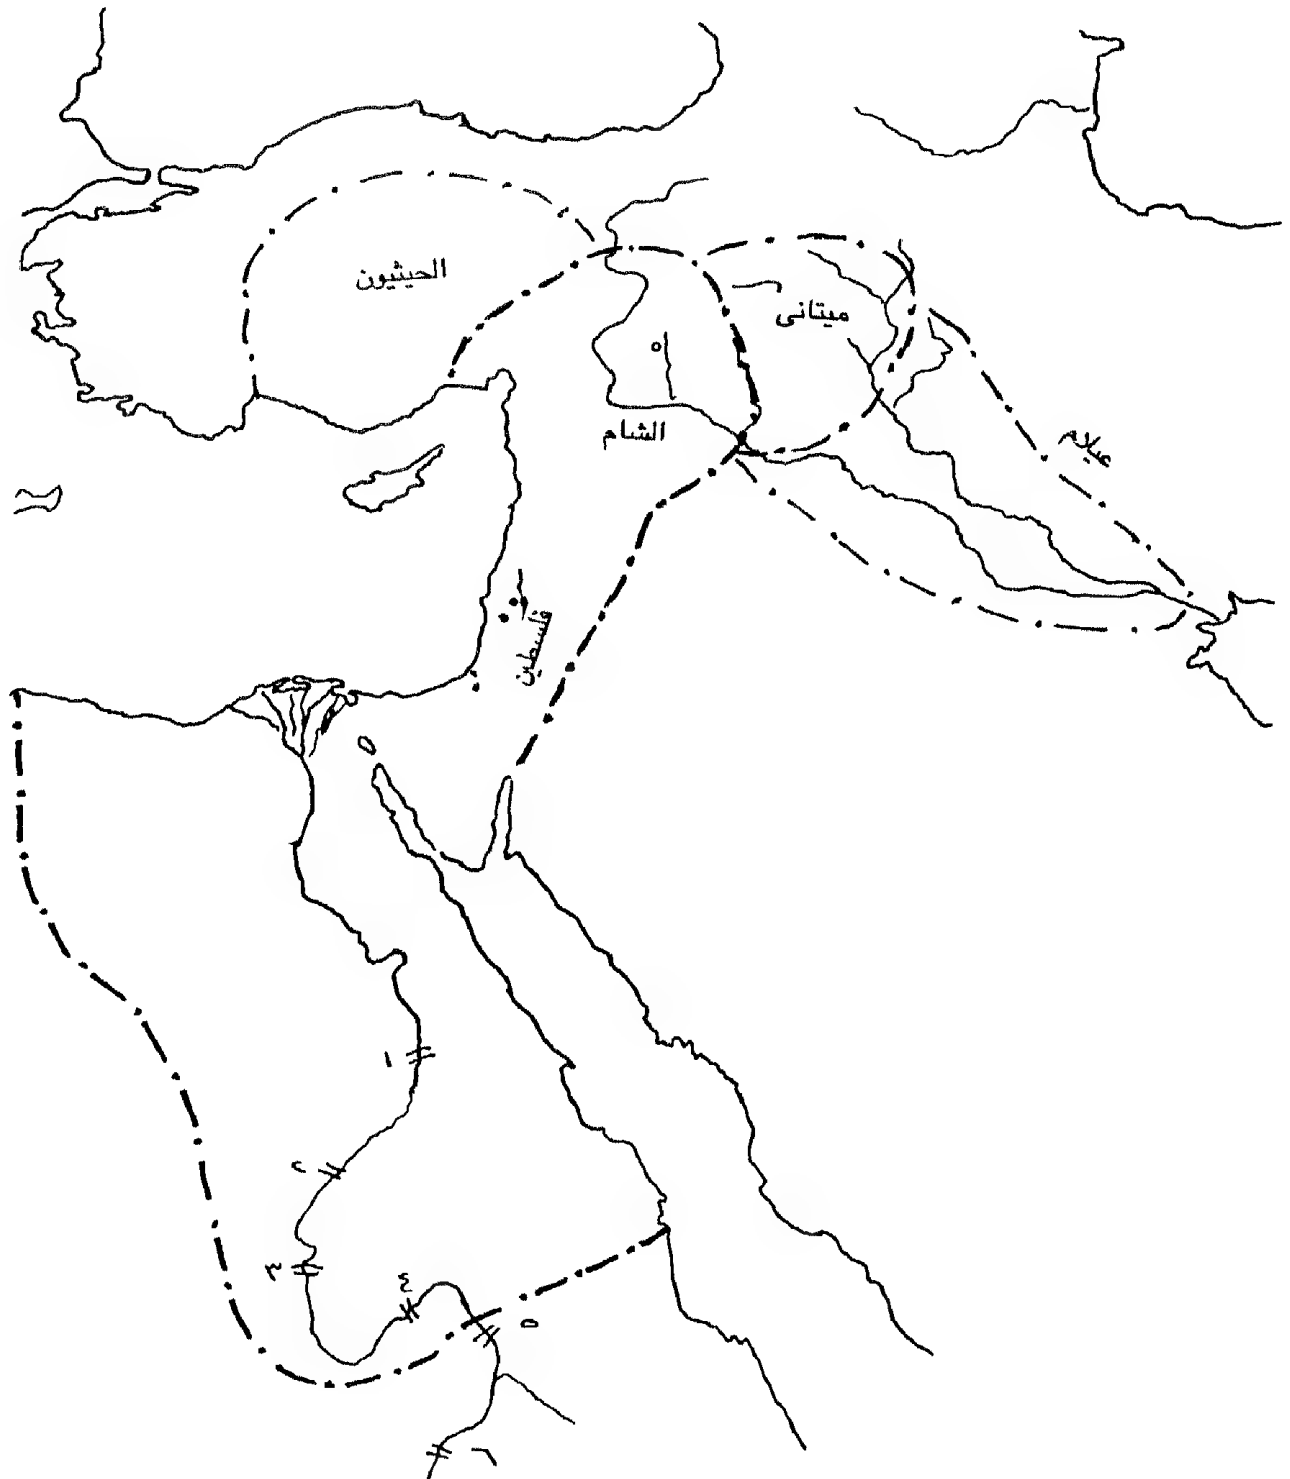 الحيثيون
ميتانى
عيلام
الشام
فلسطين
١
٢
٣
٤
٥
٦